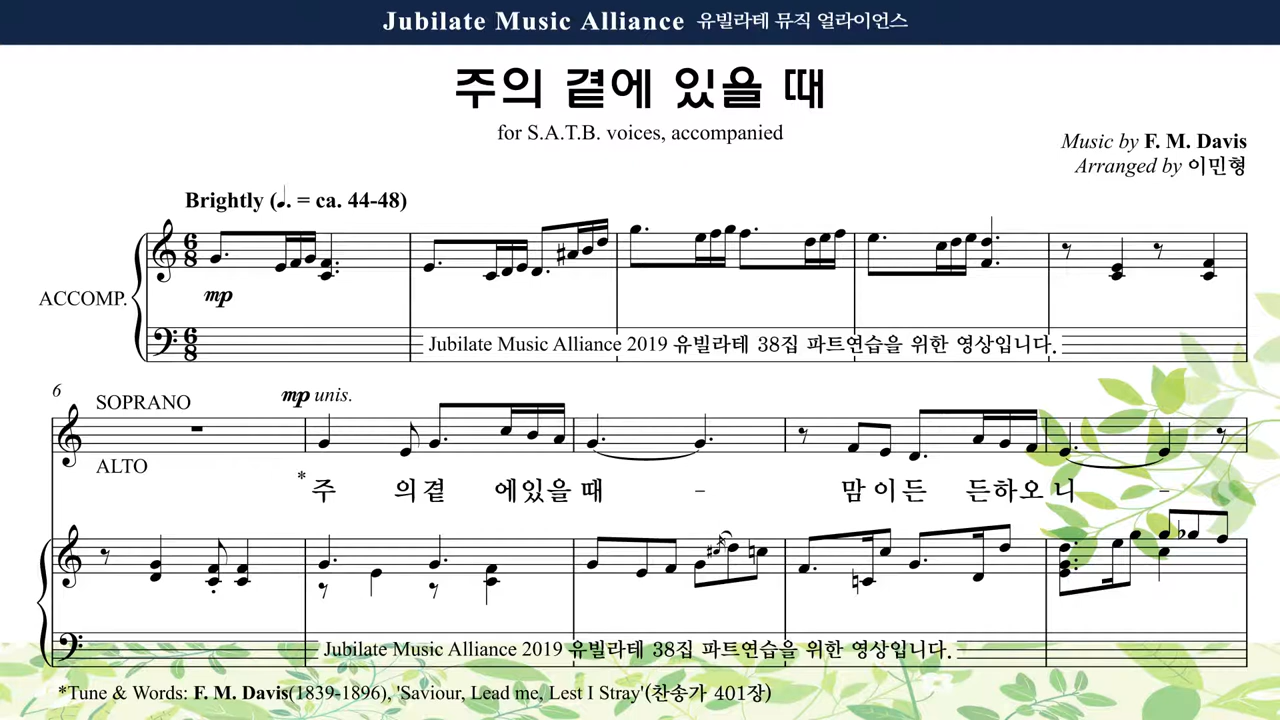 Jubilate Music Alliance 유빌라테 뮤직 얼라이언스
주의 곁에 있을 때
for S.A.T.B. voices, accompanied
Music by F. M. Davis
Arranged by 이민형
Brightly (♩. = ca. 44-48)
ACCOMP.
mp
Jubilate Music Alliance 2019 유빌라테 38집 파트연습을 위한 영상입니다.
6
SOPRANO
mp unis.
ALTO
* 주 의 곁 에 있을 때 - 맘 이 든 든하오 니 -
Jubilate Music Alliance 2019 유빌라테 38집 파트연습을 위한 영상입니다.
*Tune & Words: F. M. Davis(1839-1896), 'Saviour, Lead me, Lest I Stray'(찬송가 401장)